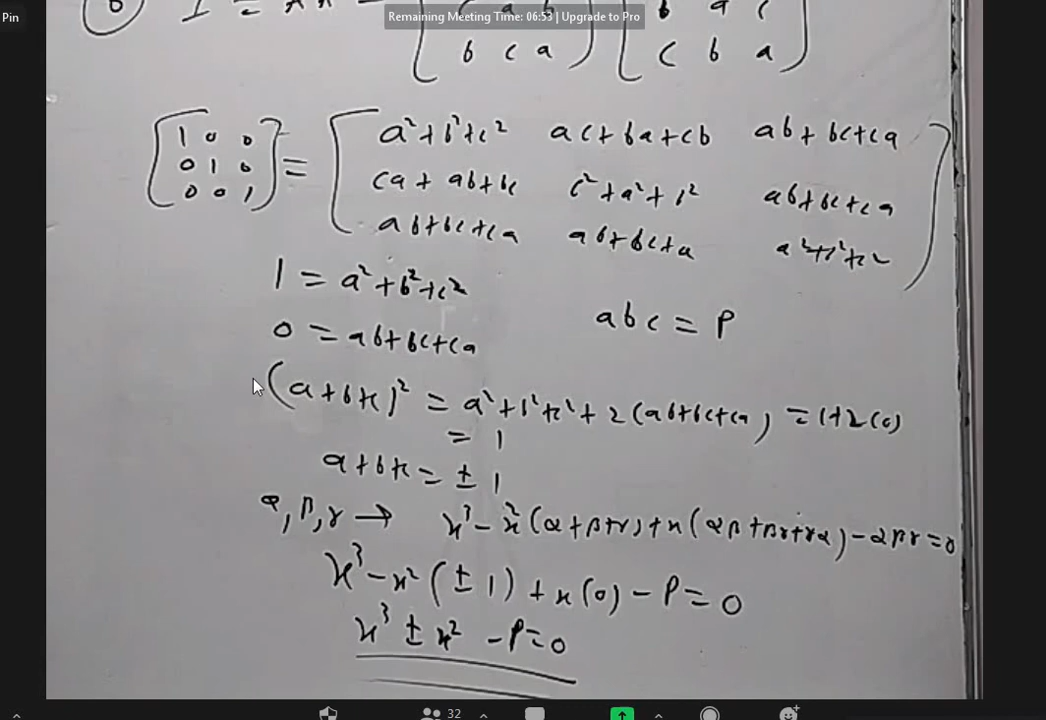 Pin
Remaining Meeting Time: 06:53 | Upgrade to Pro
b c a c b a
[1 0 0 = [a²+b²+c² ac+ba+cb ab+bc+ca
0 1 0 ca+ab+bc c²+a²+b² ab+bc+ca
0 0 1] ab+bc+ca ab+bc+ca a²+b²+c²]
1 = a²+b²+c²
abc = P
0 = ab+bc+ca
(a+b+c)² = a²+b²+c²+2(ab+bc+ca) = 1+2(0)
= 1
a+b+c = ± 1
α,β,γ → x³-x²(α+β+γ)+x(αβ+βγ+γα)-αβγ=0
x³-x²(±1)+x(0)-P=0
x³±x²-P=0
32